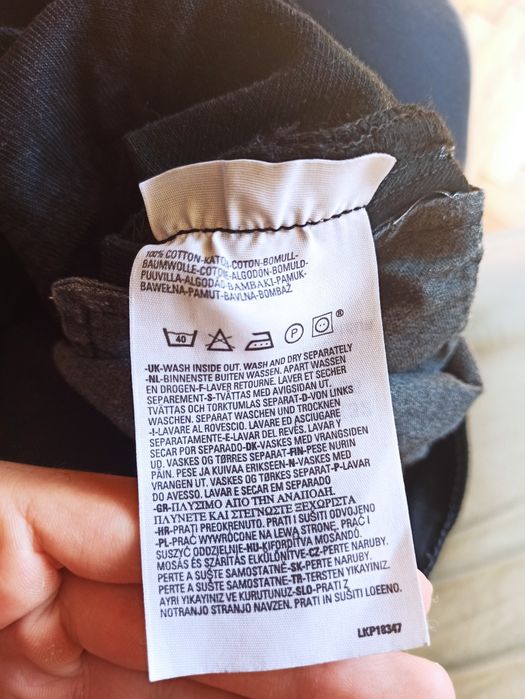 100% COTTON-KATOEN-COTON-BOMULL-
BAUMWOLLE-COTONE-ALGODÓN-BOMULD-
PUUVILLA-ALGODÃO-ΒΑΜΒΑΚΙ-PAMUK-
BAWEŁNA-PAMUT-BAVLNA-BOMBAŽ
40 P ®
-UK-WASH INSIDE OUT. WASH AND DRY SEPARATELY
-NL-BINNENSTE BUITEN WASSEN. APART WASSEN
EN DROGEN-F-LAVER RETOURNE. LAVER ET SECHER
SEPAREMENT-S-TVÄTTAS MED AVIGSIDAN UT.
TVÄTTAS OCH TORKTUMLAS SEPARAT-D-VON LINKS
WASCHEN. SEPARAT WASCHEN UND TROCKNEN
-I-LAVARE AL ROVESCIO. LAVARE ED ASCIUGARE
SEPARATAMENTE-E-LAVAR DEL REVÉS. LAVAR Y
SECAR POR SEPARADO-DK-VASKES MED VRANGSIDEN
UD. VASKES OG TØRRES SEPARAT-FIN-PESE NURIN
PÄIN. PESE JA KUIVAA ERIKSEEN-N-VASKES MED
VRANGEN UT. VASKES OG TØRKES SEPARAT-P-LAVAR
DO AVESSO. LAVAR E SECAR EM SEPARADO
-GR-ΠΛΥΣΙΜΟ ΑΠΟ ΤΗΝ ΑΝΑΠΟΔΗ.
ΠΛΥΝΕΤΕ ΚΑΙ ΣΤΕΓΝΩΣΤΕ ΞΕΧΩΡΙΣΤΑ
-HR-PRATI PREOKRENUTO. PRATI I SUŠITI ODVOJENO
-PL-PRAĆ WYWRÓCONE NA LEWĄ STRONĘ. PRAĆ I
SUSZYĆ ODDZIELNIE-HU-KIFORDÍTVA MOSANDÓ.
MOSÁS ÉS SZÁRÍTÁS ELKÜLÖNÍTVE-CZ-PERTE NARUBY.
PERTE A SUŠTE SAMOSTATNĚ-SK-PERTE NARUBY.
PERTE A SUŠTE SAMOSTATNE-TR-TERSTEN YIKAYINIZ.
AYRI YIKAYINIZ VE KURUTUNUZ-SLO-PRATI Z
NOTRANJO STRANJO NAVZEN. PRATI IN SUŠITI LOČENO.
LKP18347